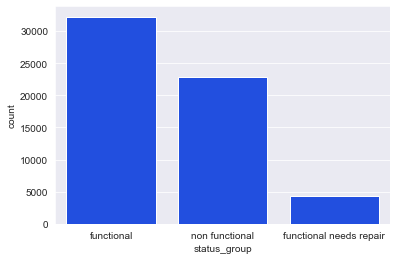 count
30000
25000
20000
15000
10000
5000
0
functional
non functional
functional needs repair
status_group